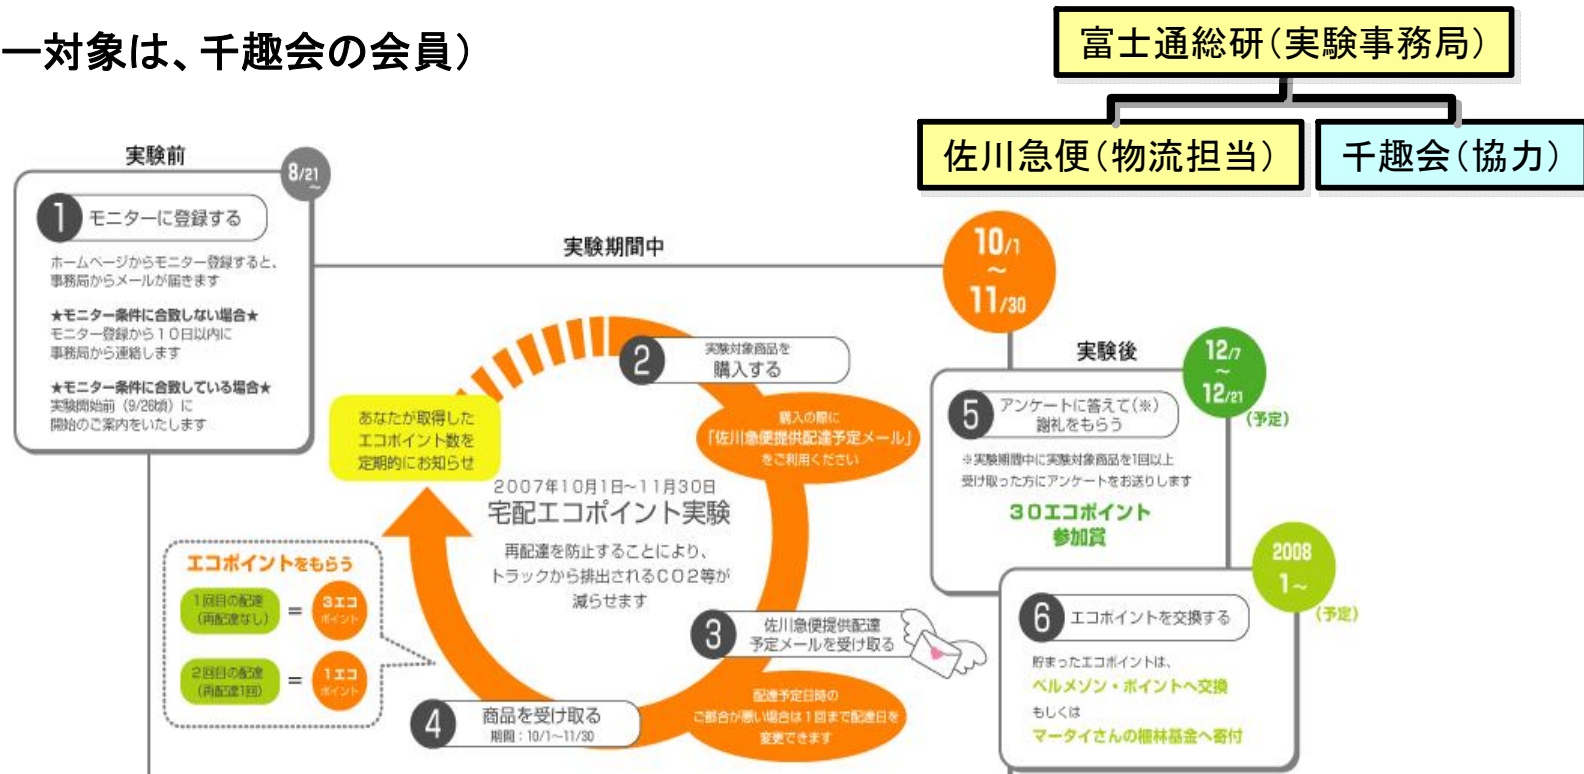 ー対象は、千趣会の会員）
富士通総研（実験事務局）
佐川急便（物流担当）
千趣会（協力）
実験前
8/21
～
1 モニターに登録する
ホームページからモニター登録すると、
事務局からメールが届きます
★モニター条件に合致しない場合★
モニター登録から１０日以内に
事務局から連絡します
★モニター条件に合致している場合★
実験開始前（9/26頃）に
開始のご案内をいたします
実験期間中
10/1
～
11/30
2 実験対象商品を
購入する
購入の際に
「佐川急便提供配達予定メール」
をご利用ください
あなたが取得した
エコポイント数を
定期的にお知らせ
２００７年１０月１日～１１月３０日
宅配エコポイント実験
再配達を防止することにより、
トラックから排出されるＣＯ２等が
減らせます
3 佐川急便提供配達
予定メールを受け取る
配達予定日時の
ご都合が悪い場合は１回まで配達日を
変更できます
4 商品を受け取る
期間：10/1～11/30
エコポイントをもらう
１回目の配達
（再配達なし）
=
3エコ
ポイント
２回目の配達
（再配達1回）
=
1エコ
ポイント
実験後
12/7
～
12/21
（予定）
5 アンケートに答えて（※）
謝礼をもらう
※実験期間中に実験対象商品を1回以上
受け取った方にアンケートをお送りします
３０エコポイント
参加賞
2008
1～
（予定）
6 エコポイントを交換する
貯まったエコポイントは、
ベルメゾン・ポイントへ交換
もしくは
マータイさんの植林基金へ寄付